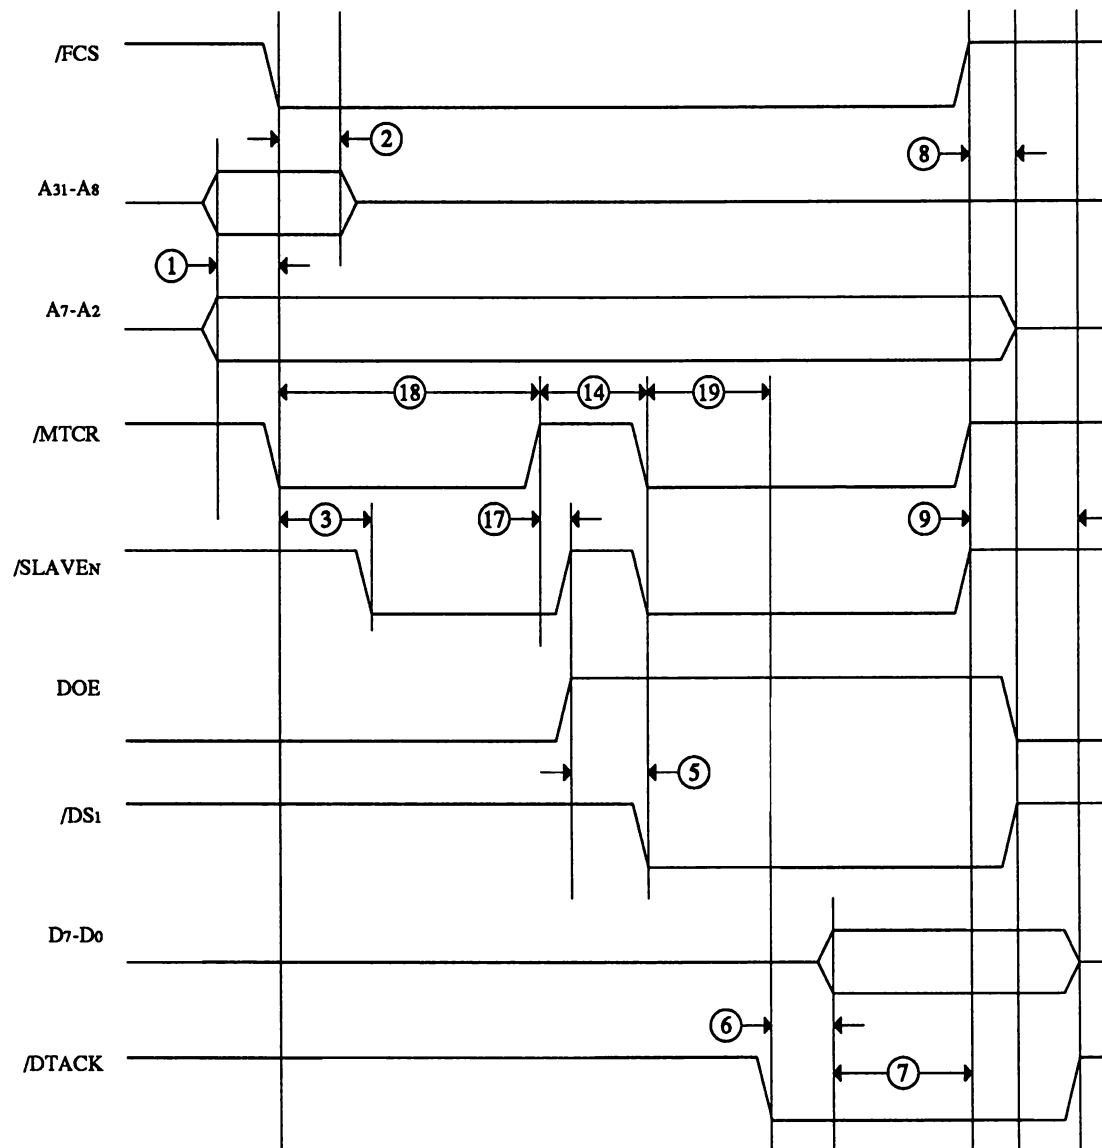 /FCS
②
⑧
A31-A8
①
A7-A2
⑱ ⑭ ⑲
/MTCR
③ ⑰ ⑨
/SLAVEN
DOE
⑤
/DS1
D7-D0
⑥
/DTACK
⑦